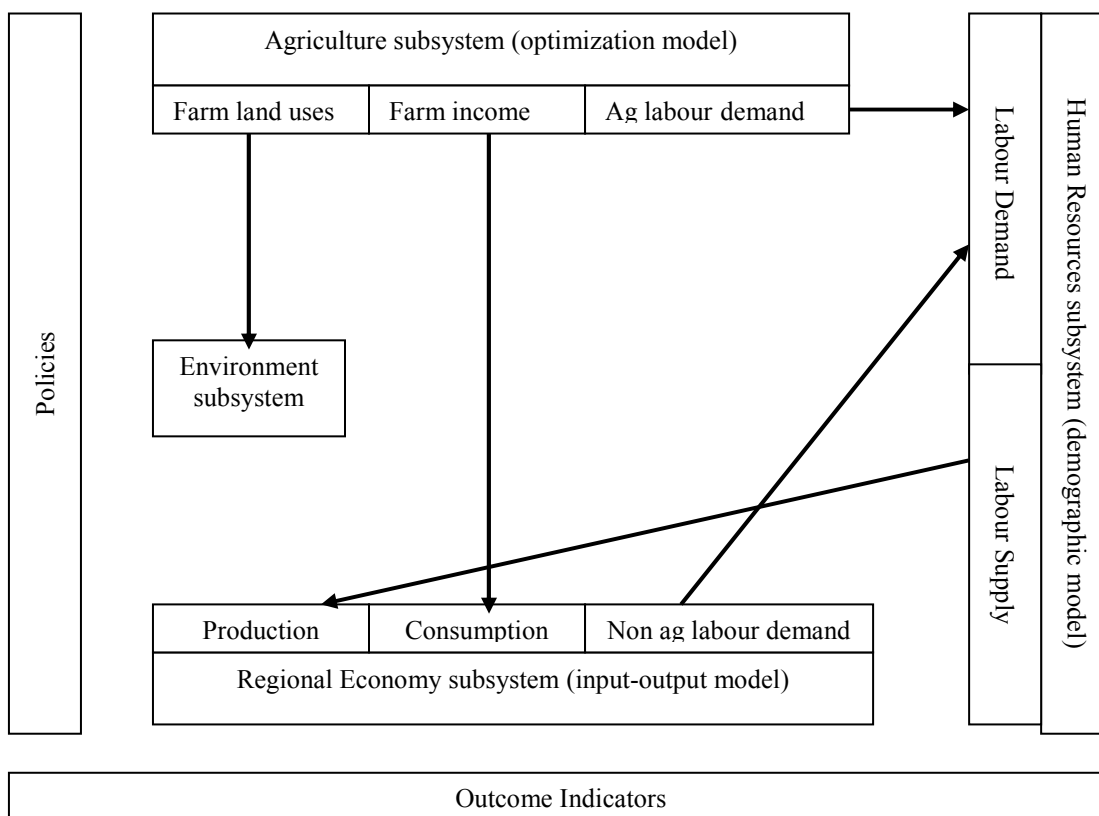 Agriculture subsystem (optimization model)
Farm land uses
Farm income
Ag labour demand
Labour Demand
Human Resources subsystem (demographic model)
Policies
Environment
subsystem
Labour Supply
Production
Consumption
Non ag labour demand
Regional Economy subsystem (input-output model)
Outcome Indicators